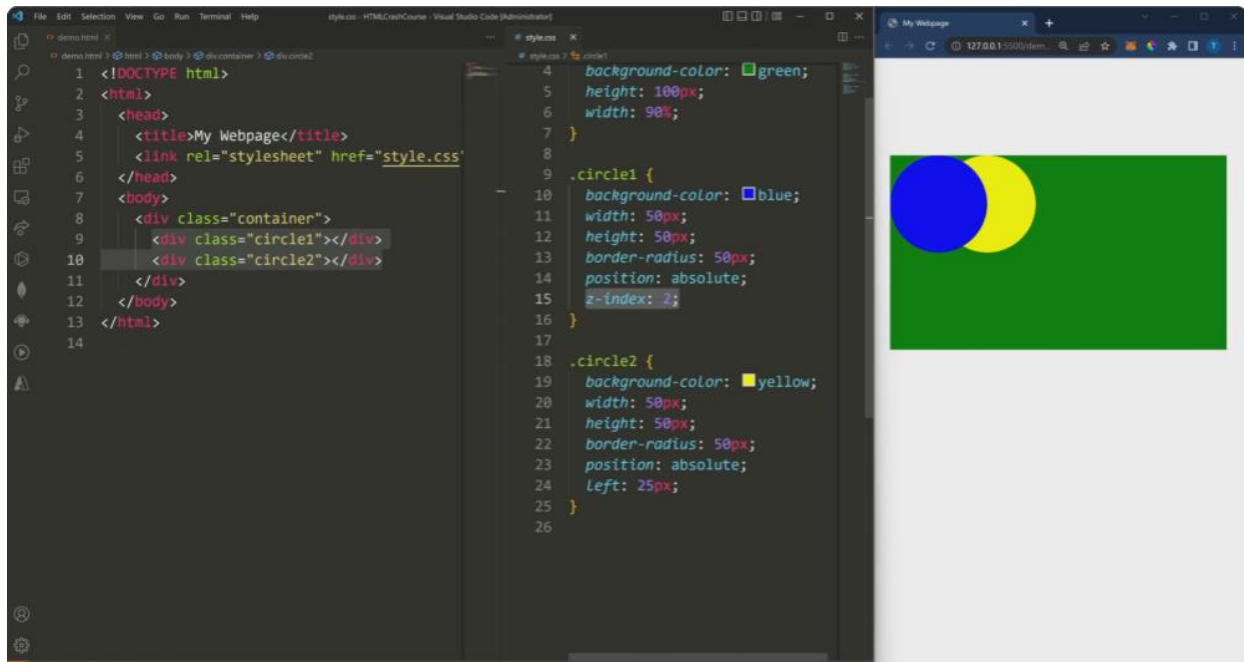 File Edit Selection View Go Run Terminal Help
style.css - HTMLCrashCourse - Visual Studio Code [Administrator]
demo.html
demo.html > html > body > div.container > div.circle2
1 <!DOCTYPE html>
2 <html>
3 <head>
4 <title>My Webpage</title>
5 <link rel="stylesheet" href="style.css"
6 </head>
7 <body>
8 <div class="container">
9 <div class="circle1"></div>
10 <div class="circle2"></div>
11 </div>
12 </body>
13 </html>
14
# style.css
# style.css > .circle1
4 background-color: green;
5 height: 100px;
6 width: 90%;
7 }
8
9 .circle1 {
10 background-color: blue;
11 width: 50px;
12 height: 50px;
13 border-radius: 50px;
14 position: absolute;
15 z-index: 2;
16 }
17
18 .circle2 {
19 background-color: yellow;
20 width: 50px;
21 height: 50px;
22 border-radius: 50px;
23 position: absolute;
24 left: 25px;
25 }
26
My Webpage
127.0.0.1:5500/dem...
T